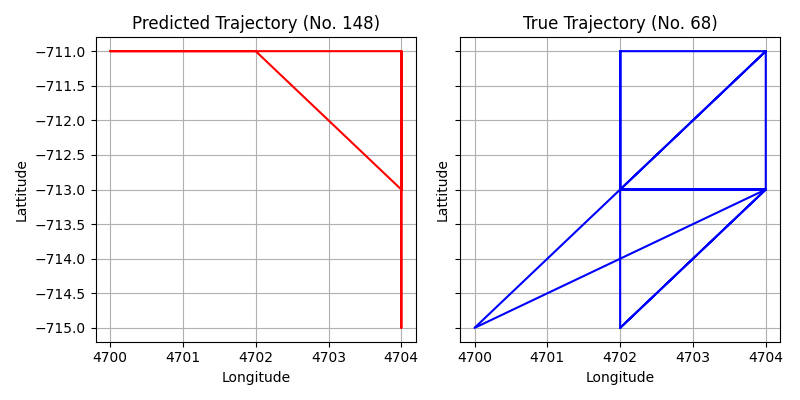 Predicted Trajectory (No. 148)
True Trajectory (No. 68)
−711.0
−711.5
−712.0
−712.5
−713.0
−713.5
−714.0
−714.5
−715.0
Lattitude
Lattitude
4700 4701 4702 4703 4704
4700 4701 4702 4703 4704
Longitude
Longitude